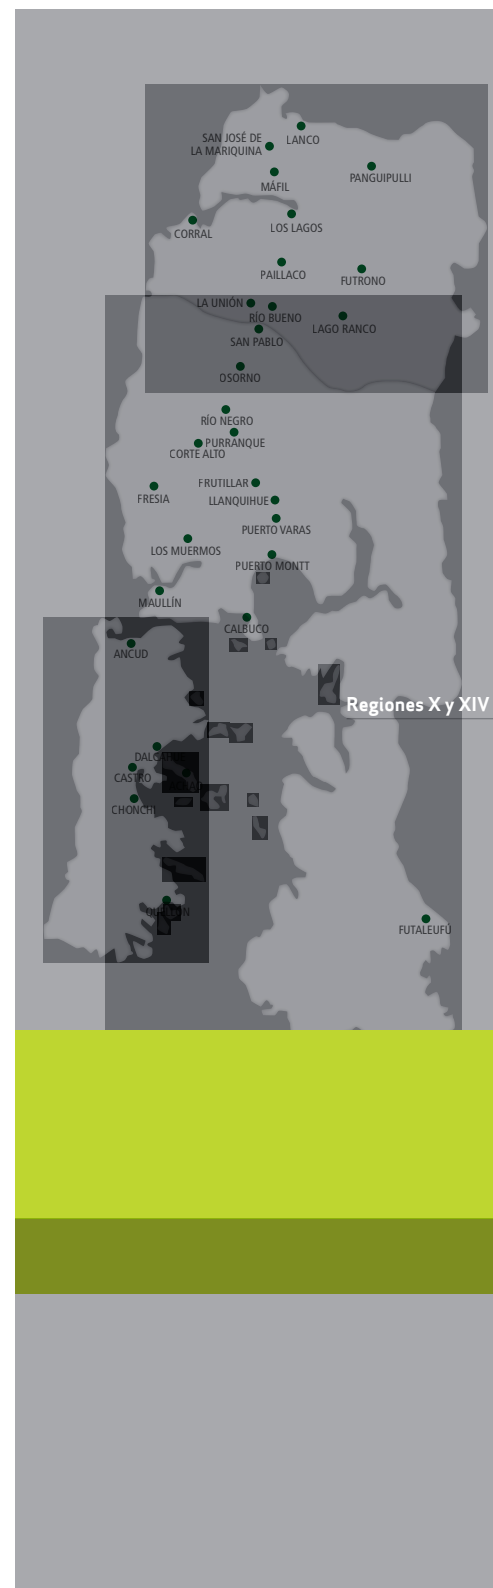 SAN JOSÉ DE
LA MARIQUINA
LANCO
PANGUIPULLI
MÁFIL
CORRAL
LOS LAGOS
PAILLACO
FUTRONO
LA UNIÓN
RÍO BUENO
LAGO RANCO
SAN PABLO
OSORNO
RÍO NEGRO
PURRANQUE
CORTE ALTO
FRUTILLAR
FRESIA
LLANQUIHUE
PUERTO VARAS
LOS MUERMOS
PUERTO MONTT
MAULLÍN
CALBUCO
ANCUD
Regiones X y XIV
CASTRO
CHONCHI
FUTALEUFÚ